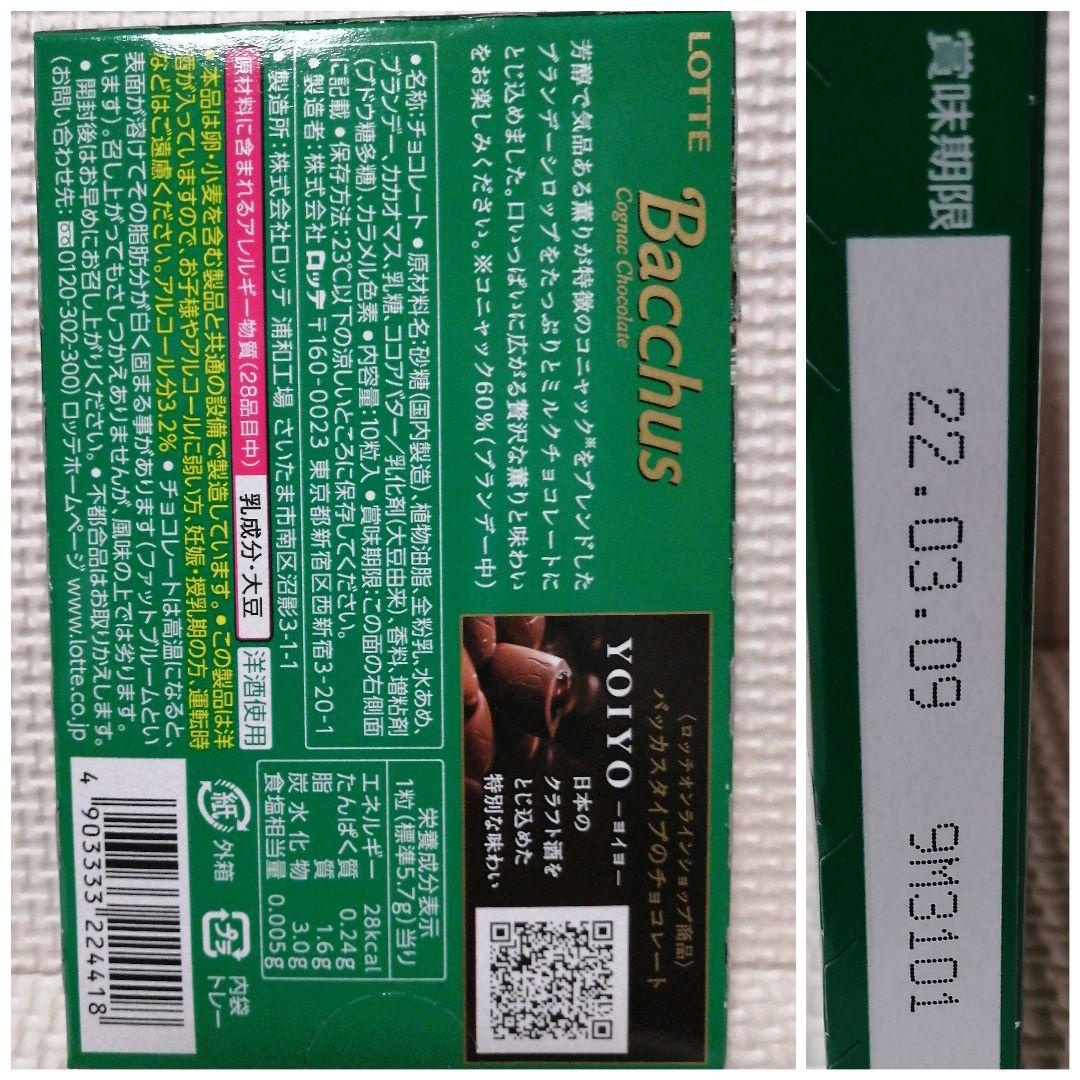 LOTTE
Bacchus
Cognac Chocolate
芳醇で気品ある薫りが特徴のコニャック※をブレンドした
ブランデーシロップをたっぷりとミルクチョコレートに
とじ込めました。口いっぱいに広がる贅沢な薫りと味わい
をお楽しみください。※コニャック60%(ブランデー中)
•名称:チョコレート •原材料名:砂糖(国内製造)、植物油脂、全粉乳、水あめ、
ブランデー、カカオマス、乳糖、ココアバター/乳化剤(大豆由来)、香料、増粘剤
(ブドウ糖多糖)、カラメル色素 •内容量:10粒入 •賞味期限:この面の右側面
に記載 •保存方法:23℃以下の涼しいところに保存してください。
•製造者:株式会社 ロッテ 〒160-0023 東京都新宿区西新宿3-20-1
•製造所:株式会社ロッテ 浦和工場 さいたま市南区沼影3-1-1
原材料に含まれるアレルギー物質(28品目中) 乳成分・大豆 洋酒使用
•本品は卵・小麦を含む製品と共通の設備で製造しています。 •この製品は洋
酒が入っていますので、お子様やアルコールに弱い方、妊娠・授乳期の方、運転時
などはご遠慮ください。アルコール分3.2% •チョコレートは高温になると、
表面が溶けてその脂肪分が白く固まる事があります(ファットブルームとい
います)。召し上がってもさしつかえありませんが、風味の上では劣ります。
•開封後はお早めにお召し上がりください。 •不都合品はお取りかえします。
(お問い合わせ先:0120-302-300)ロッテホームページ www.lotte.co.jp
〈ロッテオンラインショップ商品〉
バッカスタイプのチョコレート
YOIYO －ヨイヨ－
日本の
クラフト酒を
とじ込めた
特別な味わい
栄養成分表示
1粒(標準5.7g)当り
エネルギー 28kcal
たんぱく質 0.24g
脂質 1.6g
炭水化物 3.0g
食塩相当量 0.005g
紙 外箱
プラ 内袋
トレー
4 903333 224418
賞味期限
22.03.09 9M3101